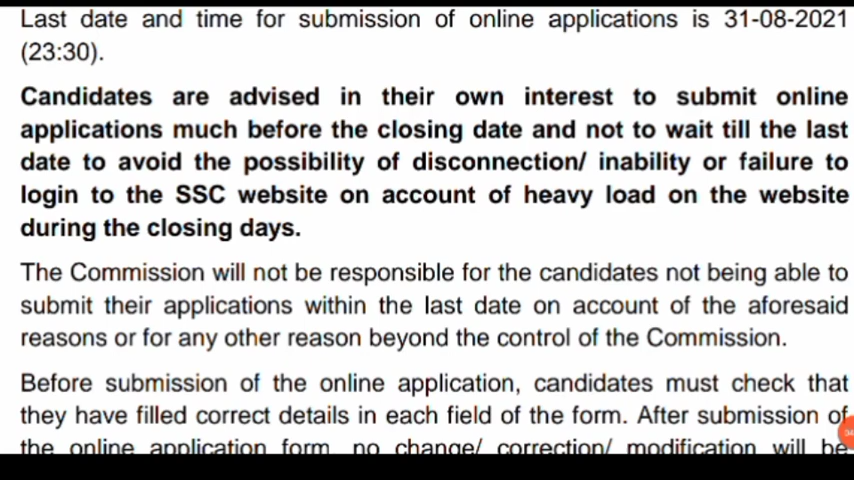 Last date and time for submission of online applications is 31-08-2021
(23:30).
Candidates are advised in their own interest to submit online
applications much before the closing date and not to wait till the last
date to avoid the possibility of disconnection/ inability or failure to
login to the SSC website on account of heavy load on the website
during the closing days.
The Commission will not be responsible for the candidates not being able to
submit their applications within the last date on account of the aforesaid
reasons or for any other reason beyond the control of the Commission.
Before submission of the online application, candidates must check that
they have filled correct details in each field of the form. After submission of
the online application form, no change/ correction/ modification will be